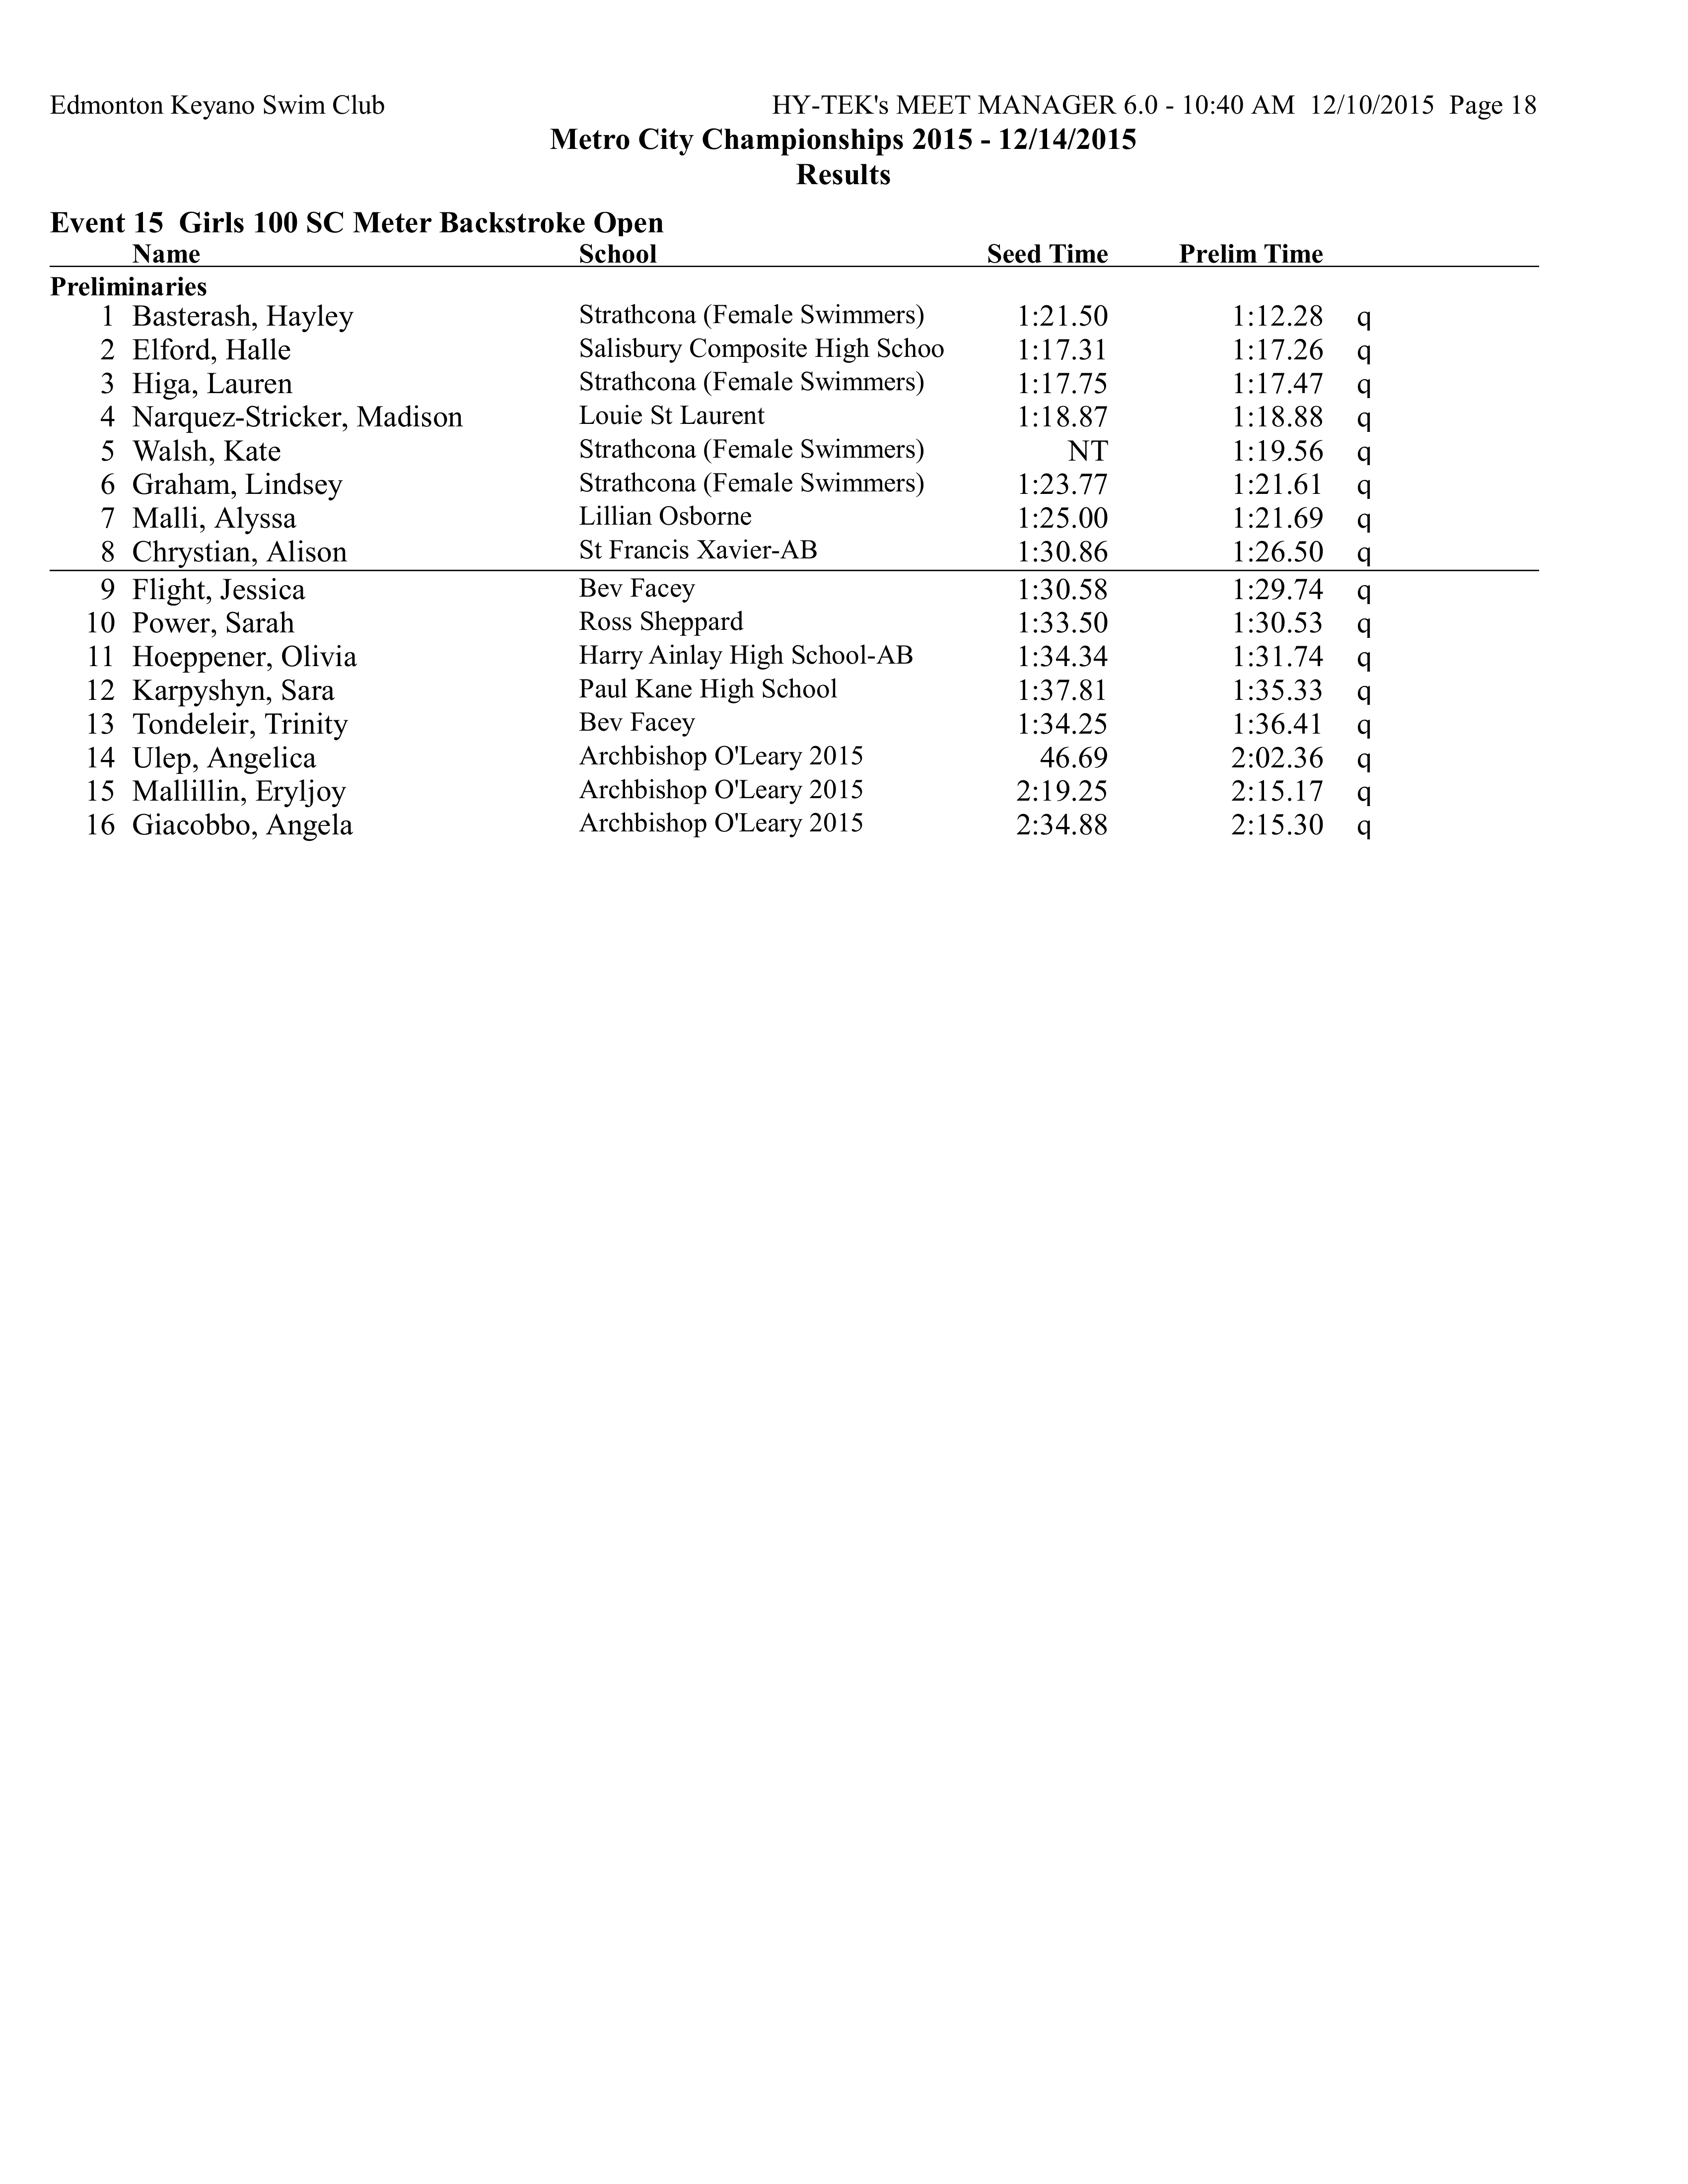 Edmonton Keyano Swim Club HY-TEK's MEET MANAGER 6.0 - 10:40 AM 12/10/2015 Page 18
Metro City Championships 2015 - 12/14/2015
Results
Event 15 Girls 100 SC Meter Backstroke Open
Name School Seed Time Prelim Time
Preliminaries
1 Basterash, Hayley Strathcona (Female Swimmers) 1:21.50 1:12.28 q
2 Elford, Halle Salisbury Composite High Schoo 1:17.31 1:17.26 q
3 Higa, Lauren Strathcona (Female Swimmers) 1:17.75 1:17.47 q
4 Narquez-Stricker, Madison Louie St Laurent 1:18.87 1:18.88 q
5 Walsh, Kate Strathcona (Female Swimmers) NT 1:19.56 q
6 Graham, Lindsey Strathcona (Female Swimmers) 1:23.77 1:21.61 q
7 Malli, Alyssa Lillian Osborne 1:25.00 1:21.69 q
8 Chrystian, Alison St Francis Xavier-AB 1:30.86 1:26.50 q
9 Flight, Jessica Bev Facey 1:30.58 1:29.74 q
10 Power, Sarah Ross Sheppard 1:33.50 1:30.53 q
11 Hoeppener, Olivia Harry Ainlay High School-AB 1:34.34 1:31.74 q
12 Karpyshyn, Sara Paul Kane High School 1:37.81 1:35.33 q
13 Tondeleir, Trinity Bev Facey 1:34.25 1:36.41 q
14 Ulep, Angelica Archbishop O'Leary 2015 46.69 2:02.36 q
15 Mallillin, Eryljoy Archbishop O'Leary 2015 2:19.25 2:15.17 q
16 Giacobbo, Angela Archbishop O'Leary 2015 2:34.88 2:15.30 q